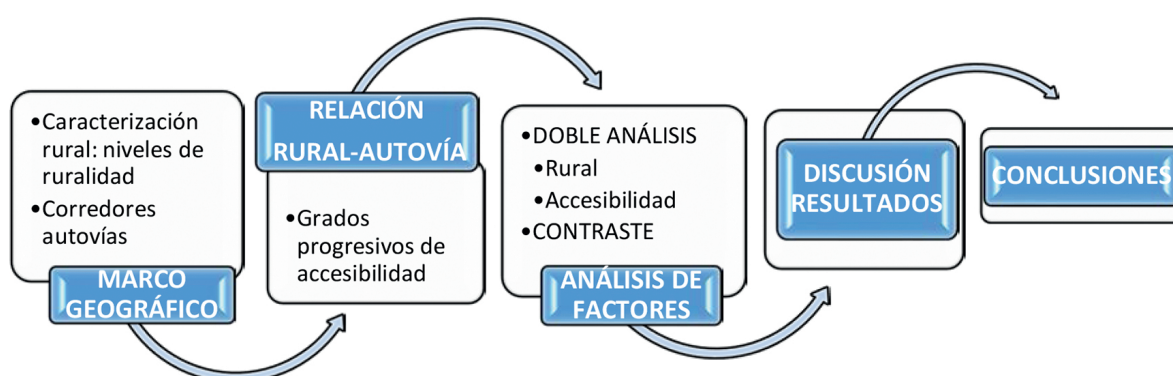 •Caracterización
rural: niveles de
ruralidad
•Corredores
autovías
MARCO
GEOGRÁFICO
RELACIÓN
RURAL-AUTOVÍA
•Grados
progresivos de
accesibilidad
•DOBLE ANÁLISIS
•Rural
•Accesibilidad
•CONTRASTE
ANÁLISIS DE
FACTORES
DISCUSIÓN
RESULTADOS
CONCLUSIONES